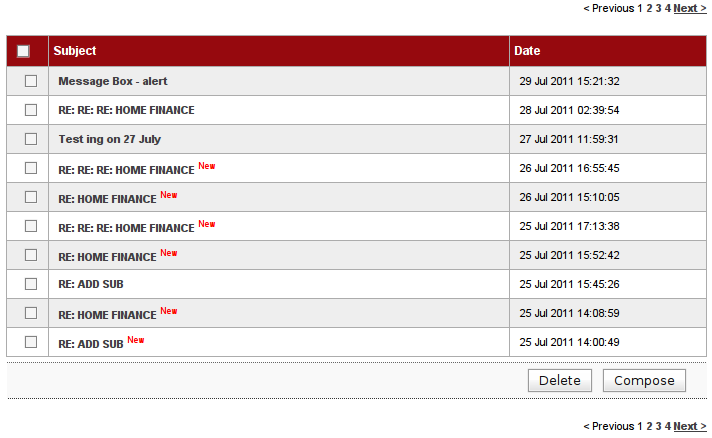 < Previous 1 2 3 4 Next >
Subject Date
Message Box - alert 29 Jul 2011 15:21:32
RE: RE: RE: HOME FINANCE 28 Jul 2011 02:39:54
Test ing on 27 July 27 Jul 2011 11:59:31
RE: RE: RE: HOME FINANCE New 26 Jul 2011 16:55:45
RE: HOME FINANCE New 26 Jul 2011 15:10:05
RE: RE: RE: HOME FINANCE New 25 Jul 2011 17:13:38
RE: HOME FINANCE New 25 Jul 2011 15:52:42
RE: ADD SUB 25 Jul 2011 15:45:26
RE: HOME FINANCE New 25 Jul 2011 14:08:59
RE: ADD SUB New 25 Jul 2011 14:00:49
Delete Compose
< Previous 1 2 3 4 Next >